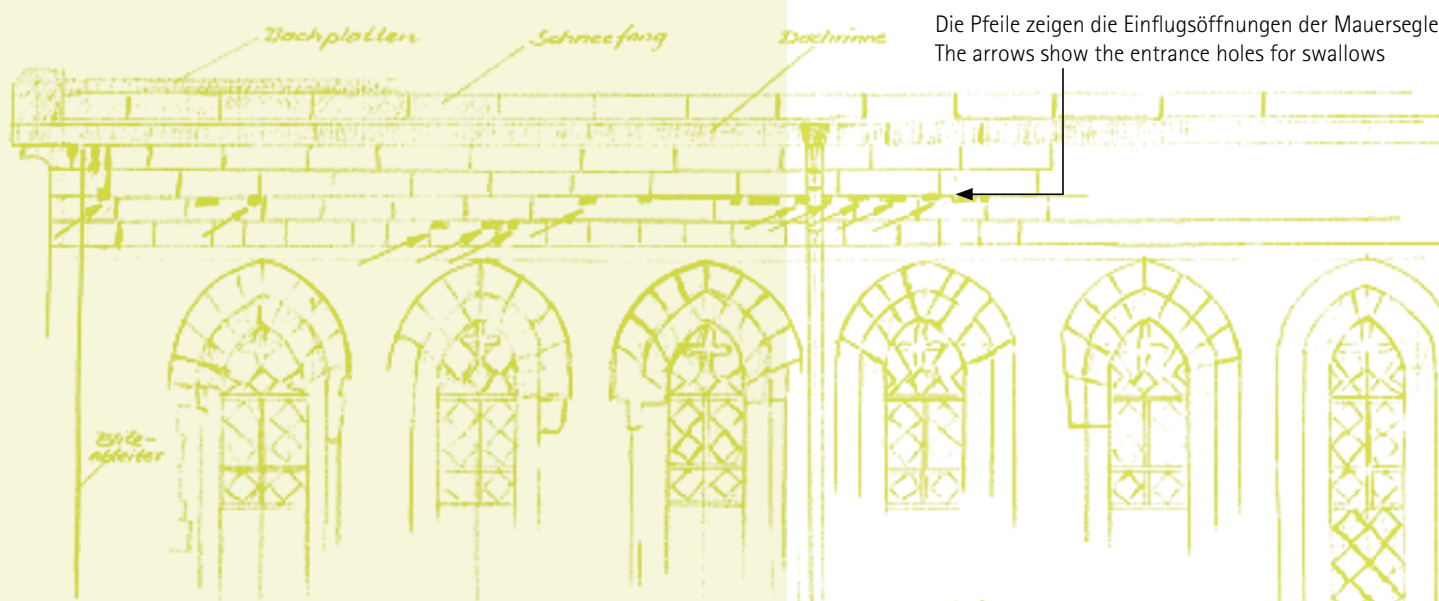 Dachplatten
Schneefang
Dachrinne
Die Pfeile zeigen die Einflugsöffnungen der Mauersegle
The arrows show the entrance holes for swallows
Blitz-
ableiter